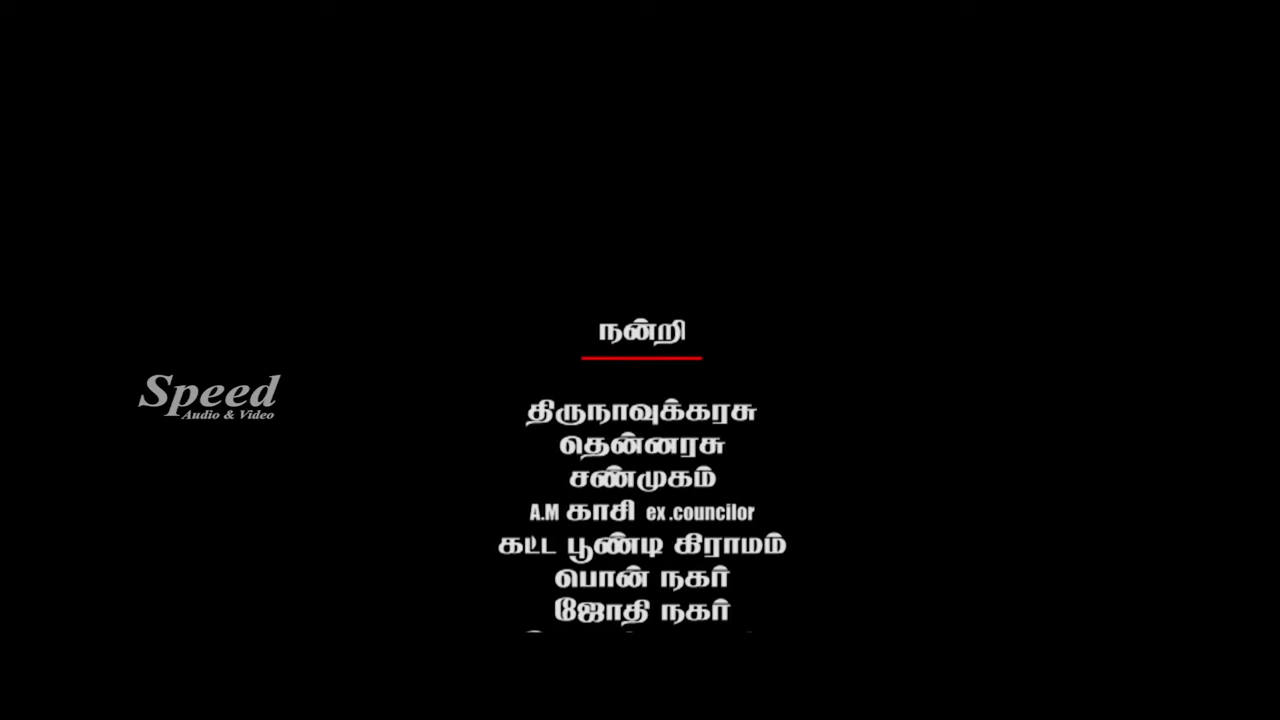 நன்றி
Speed
Audio & Video
திருநாவுக்கரசு
தென்னரசு
சண்முகம்
A.M காசி ex.councilor
கட்ட பூண்டி கிராமம்
பொன் நகர்
ஜோதி நகர்